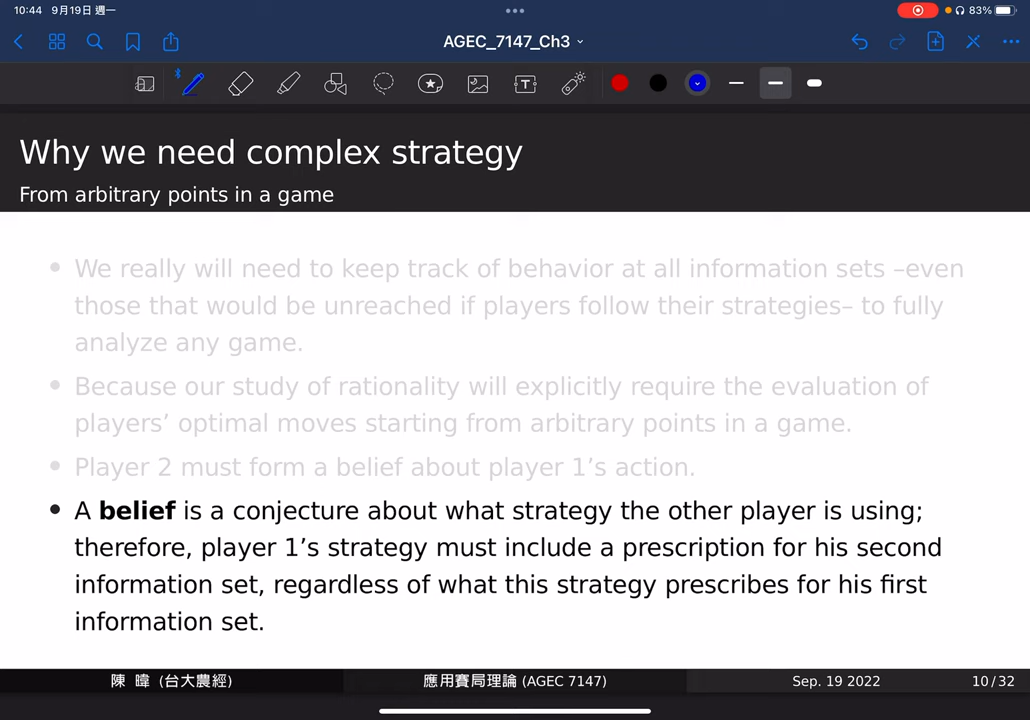 10:44 9月19日 週一
83%
AGEC_7147_Ch3
T
Why we need complex strategy
From arbitrary points in a game
• We really will need to keep track of behavior at all information sets –even
those that would be unreached if players follow their strategies– to fully
analyze any game.
• Because our study of rationality will explicitly require the evaluation of
players’ optimal moves starting from arbitrary points in a game.
• Player 2 must form a belief about player 1’s action.
• A belief is a conjecture about what strategy the other player is using;
therefore, player 1’s strategy must include a prescription for his second
information set, regardless of what this strategy prescribes for his first
information set.
陳 暐 (台大農經) 應用賽局理論 (AGEC 7147) Sep. 19 2022 10/32